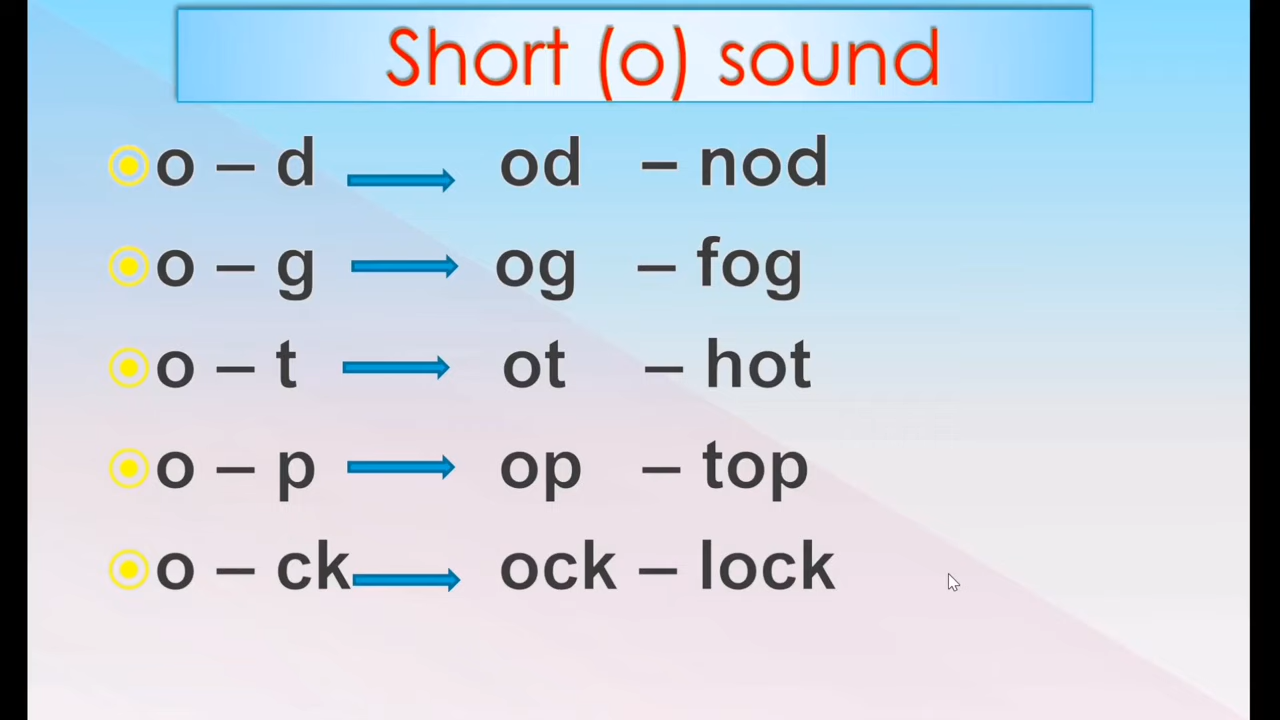 Short (o) sound
o – d od – nod
o – g og – fog
o – t ot – hot
o – p op – top
o – ck ock – lock